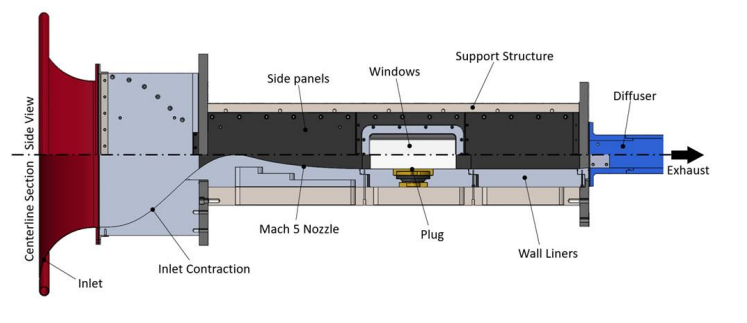 Support Structure
Windows
Side panels
Diffuser
Centerline Section - Side View
Exhaust
Mach 5 Nozzle
Plug
Wall Liners
Inlet Contraction
Inlet